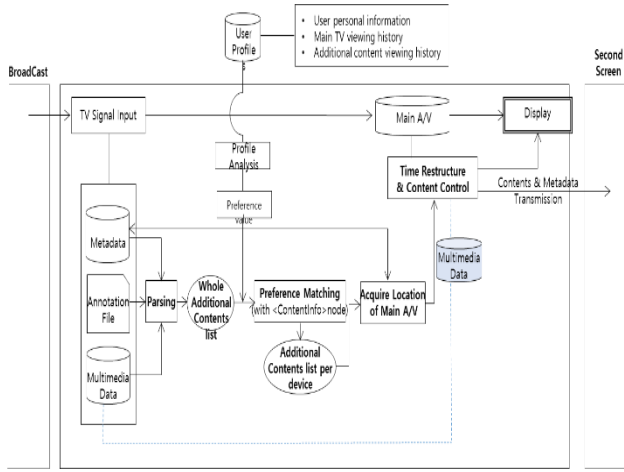 User
Profile
s
• User personal information
• Main TV viewing history
• Additional content viewing history
BroadCast
Second
Screen
TV Signal Input
Main A/V
Display
Profile
Analysis
Time Restructure
& Content Control
Contents & Metadata
Transmission
Preference
value
Metadata
Multimedia
Data
Annotation
File
Parsing
Whole
Additional
Contents
list
Preference Matching
(with <ContentInfo>node)
Acquire Location
of Main A/V
Additional
Contents list per
device
Multimedia
Data